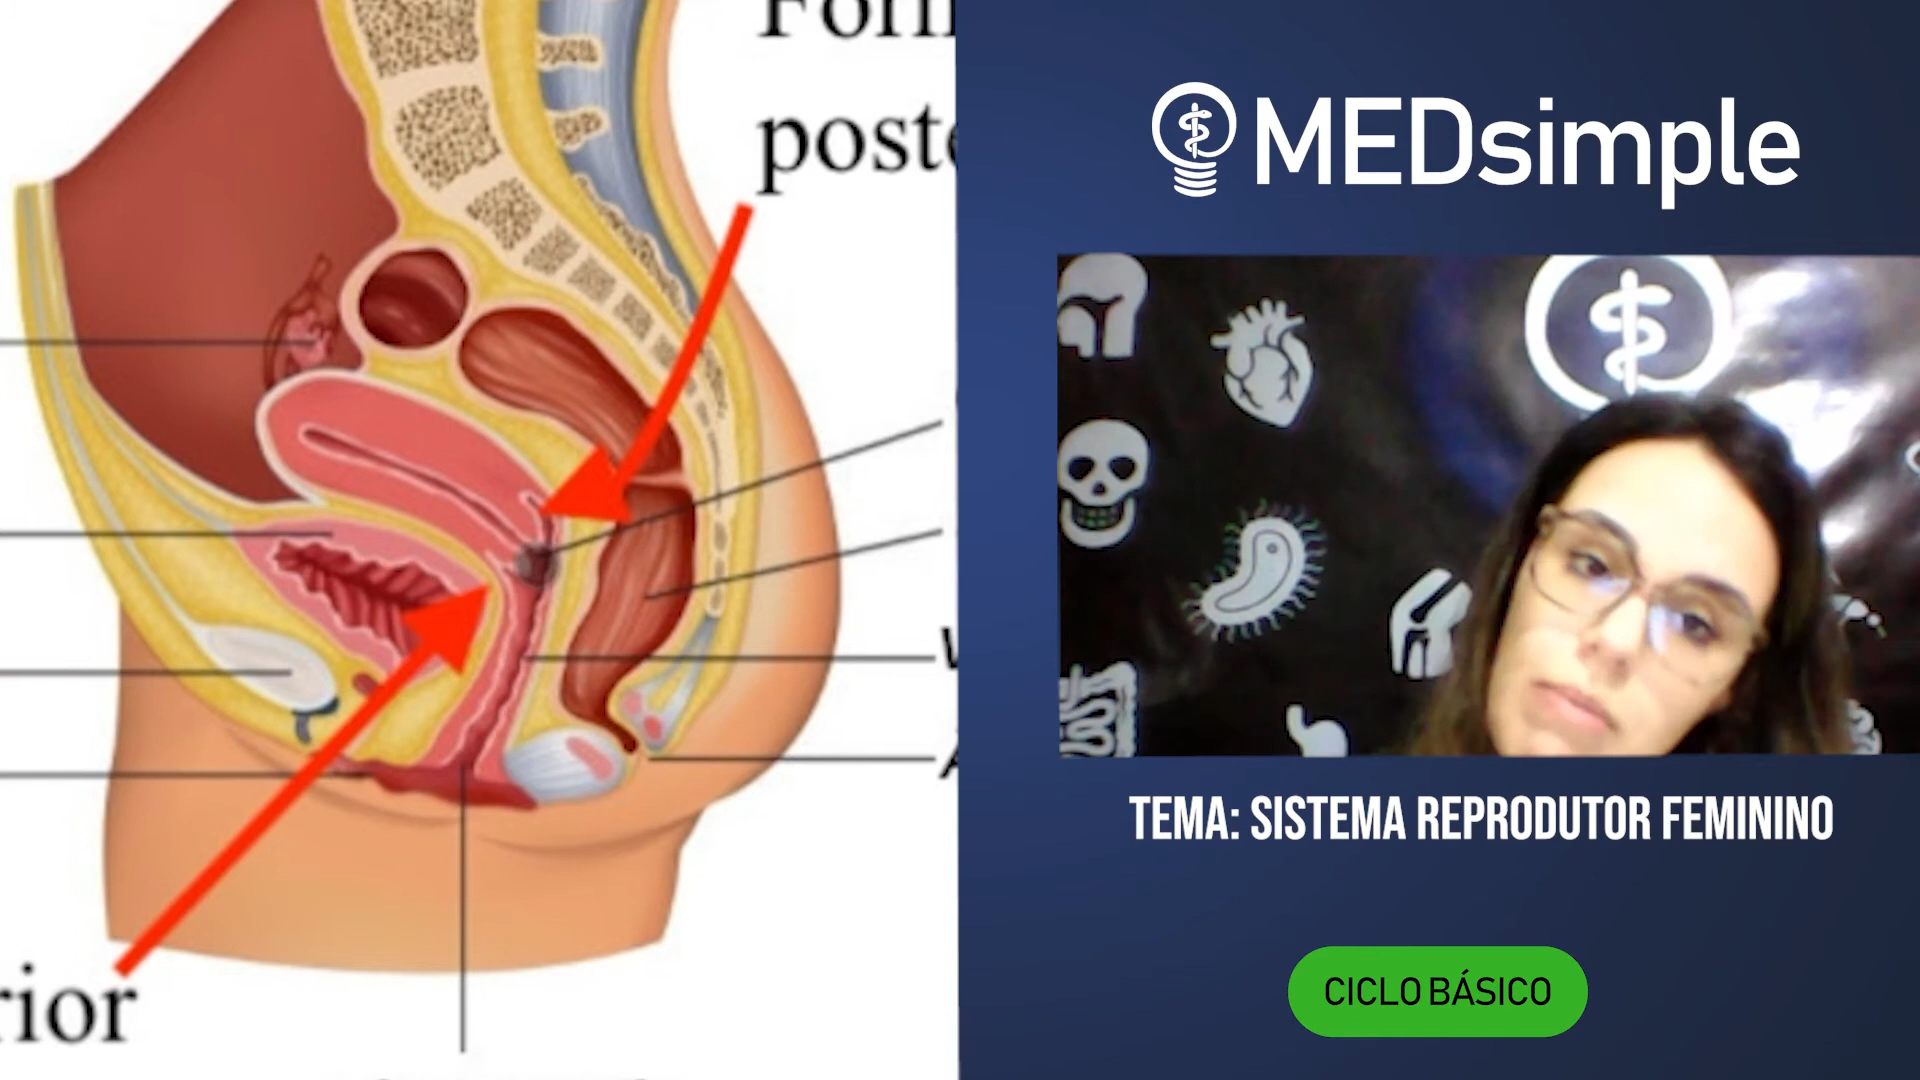 poste
rior
MEDsimple
TEMA: SISTEMA REPRODUTOR FEMININO
CICLO BÁSICO